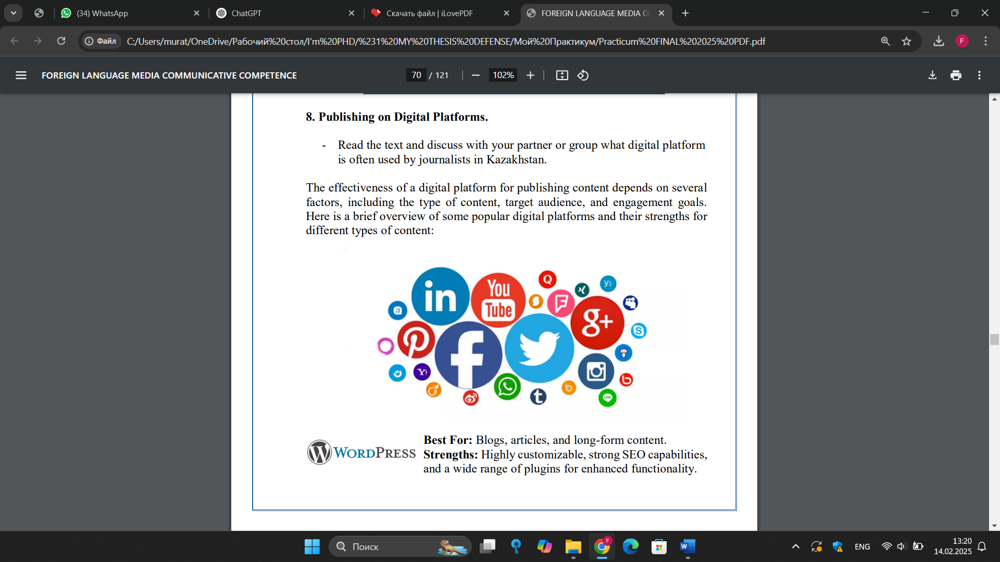 (34) WhatsApp
ChatGPT
Скачать файл | iLovePDF
FOREIGN LANGUAGE MEDIA C
Файл
C:/Users/murat/OneDrive/Рабочий%20стол/I'm%20PHD/%231%20MY%20THESIS%20DEFENSE/Мой%20Практикум/Practicum%20FINAL%202025%20PDF.pdf
F
FOREIGN LANGUAGE MEDIA COMMUNICATIVE COMPETENCE
70 / 121
102%
8. Publishing on Digital Platforms.
- Read the text and discuss with your partner or group what digital platform
is often used by journalists in Kazakhstan.
The effectiveness of a digital platform for publishing content depends on several
factors, including the type of content, target audience, and engagement goals.
Here is a brief overview of some popular digital platforms and their strengths for
different types of content:
in
You
Tube
Q
g+
f
Y!
t
b
LINE
WORDPRESS
Best For: Blogs, articles, and long-form content.
Strengths: Highly customizable, strong SEO capabilities,
and a wide range of plugins for enhanced functionality.
Поиск
F
W
ENG
13:20
14.02.2025